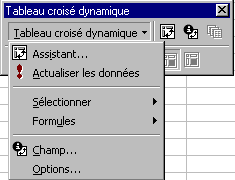 Tableau croisé dynamique
Tableau croisé dynamique
Assistant...
Actualiser les données
Sélectionner
Formules
Champ...
Options...